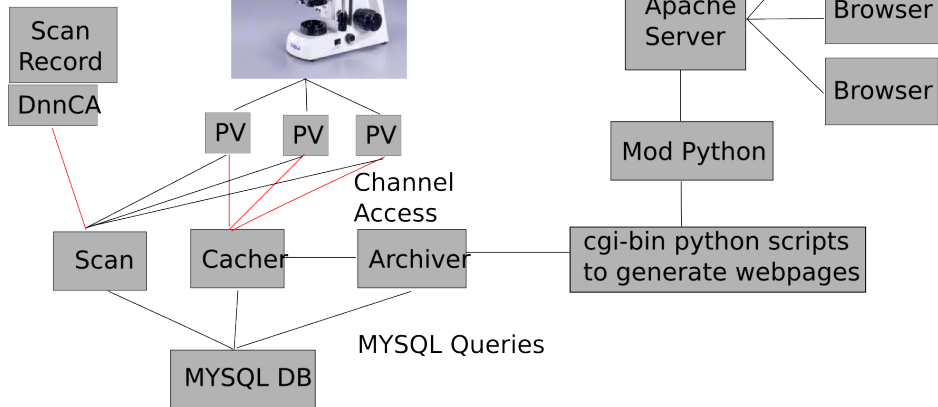 Scan
Record
DnnCA
PV
PV
PV
Channel
Access
Scan
Cacher
Archiver
MYSQL Queries
MYSQL DB
Apache
Server
Browser
Browser
Mod Python
cgi-bin python scripts
to generate webpages